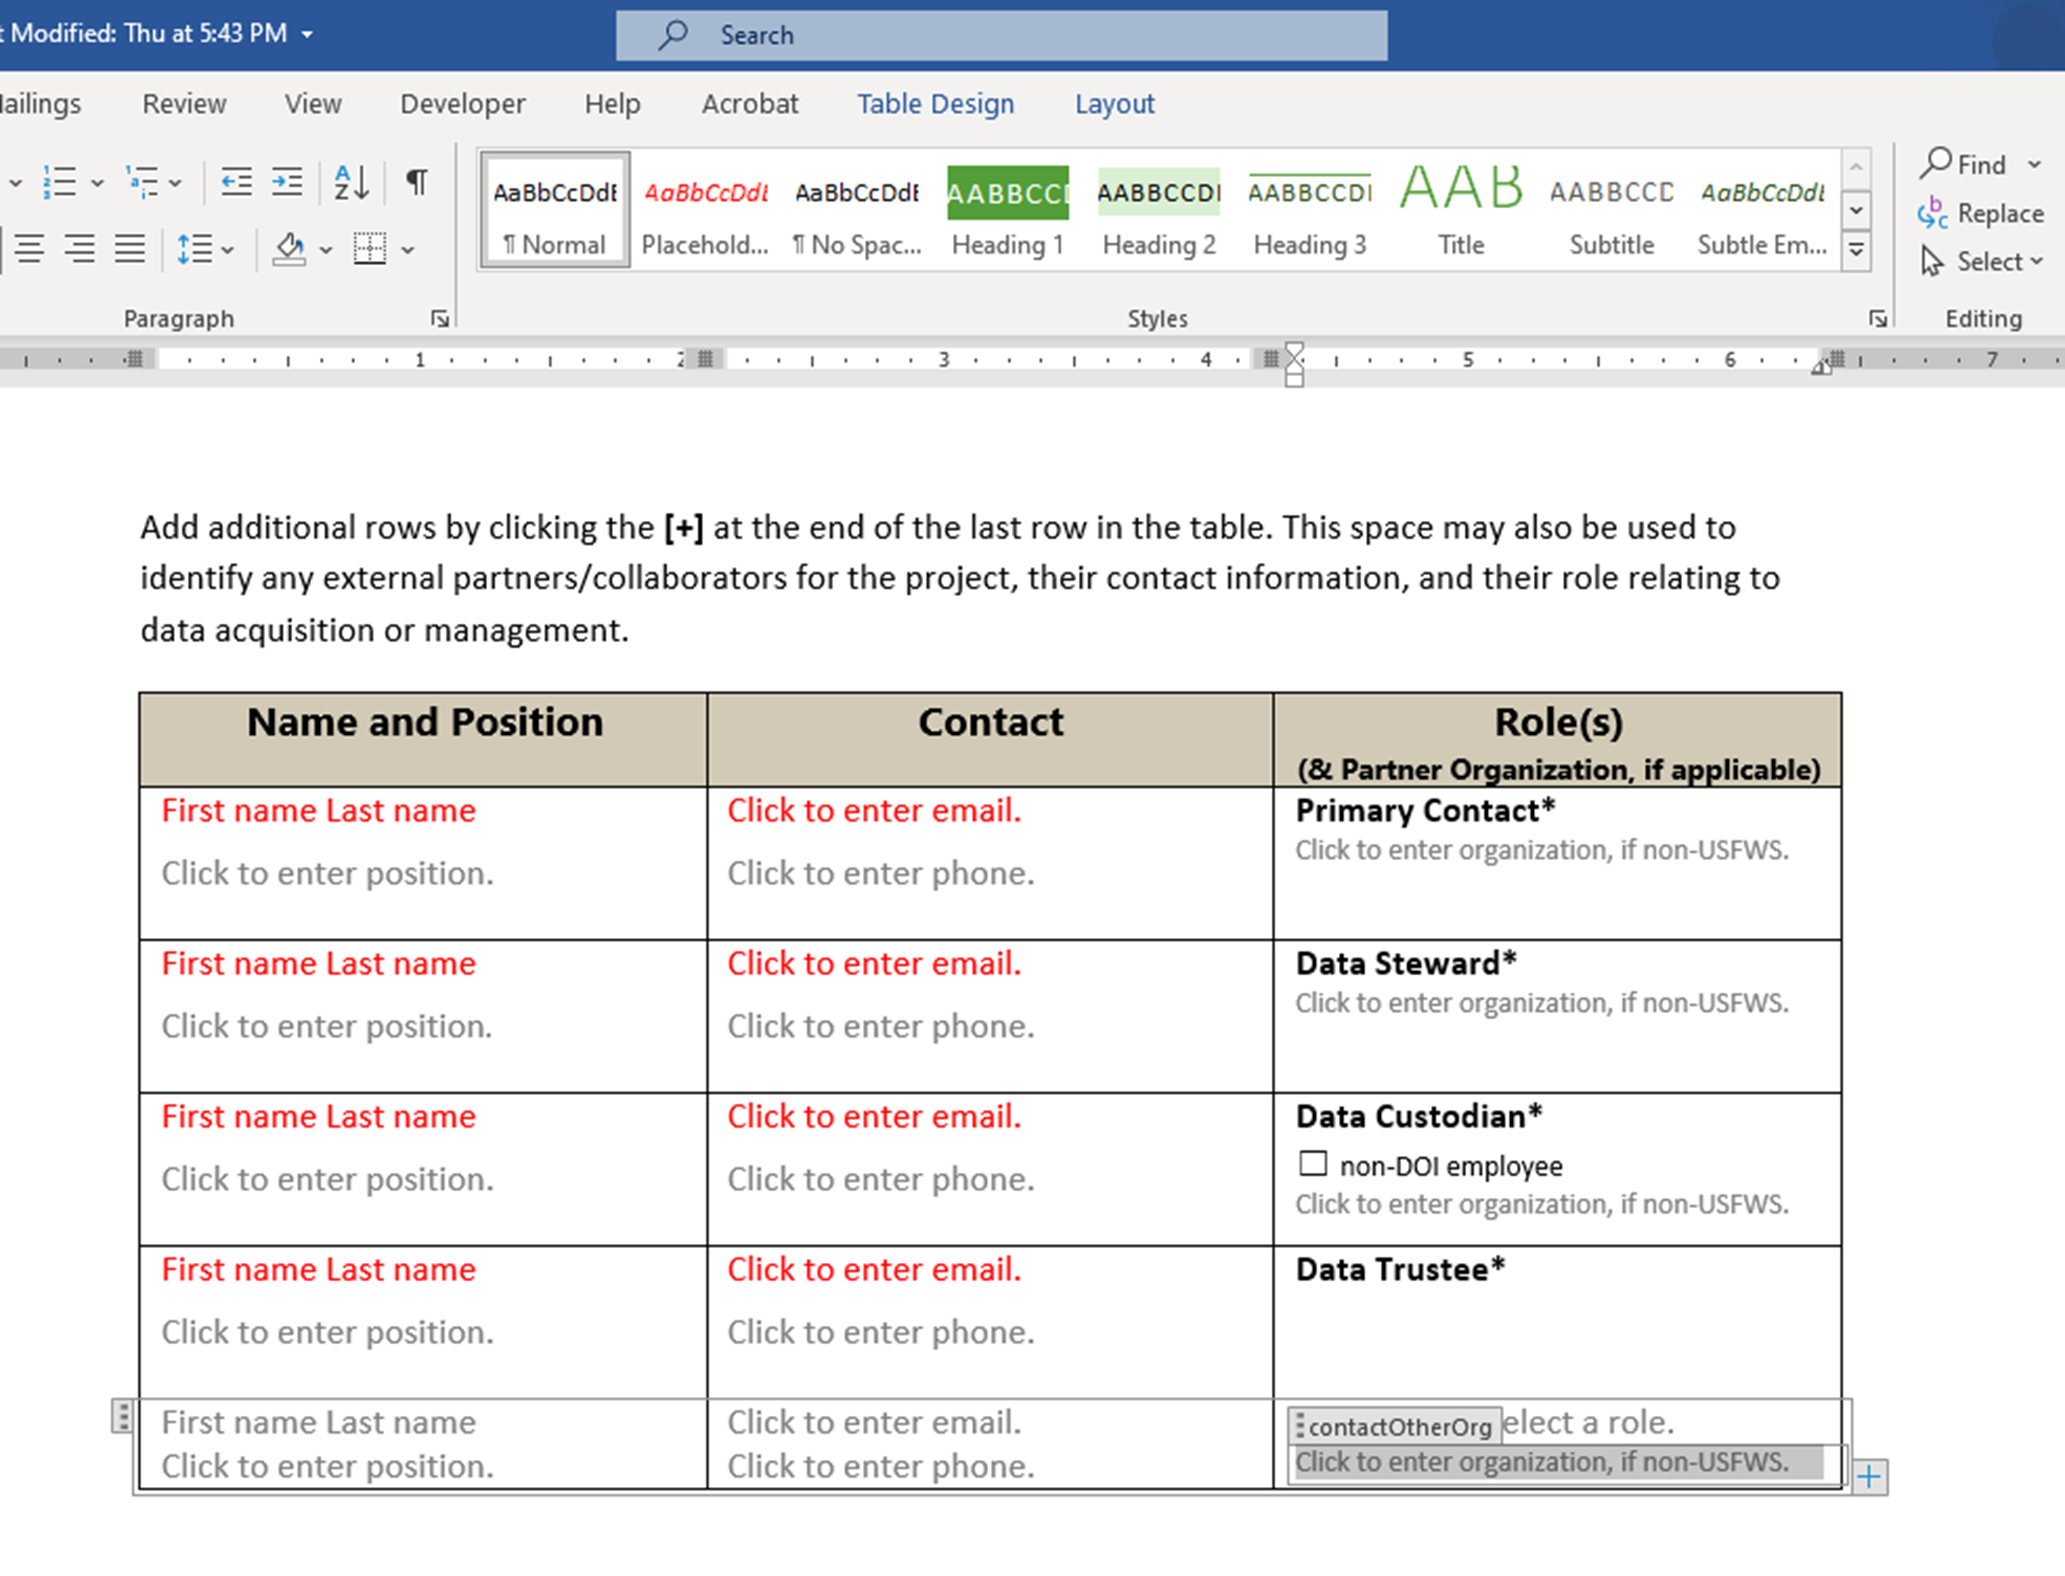 t Modified: Thu at 5:43 PM
Search
ailings Review View Developer Help Acrobat Table Design Layout
AaBbCcDdE AaBbCcDdE AaBbCcDdE AABBCC AABBCCDI AABBCCDI AAB AABBCCD AaBbCcDdE
¶ Normal Placehold... ¶ No Spac... Heading 1 Heading 2 Heading 3 Title Subtitle Subtle Em...
Find
Replace
Select
Paragraph Styles Editing
1 2 3 4 5 6 7
Add additional rows by clicking the [+] at the end of the last row in the table. This space may also be used to
identify any external partners/collaborators for the project, their contact information, and their role relating to
data acquisition or management.
Name and Position Contact Role(s)
(& Partner Organization, if applicable)
First name Last name Click to enter email. Primary Contact*
Click to enter organization, if non-USFWS.
Click to enter position. Click to enter phone.
First name Last name Click to enter email. Data Steward*
Click to enter organization, if non-USFWS.
Click to enter position. Click to enter phone.
First name Last name Click to enter email. Data Custodian*
☐ non-DOI employee
Click to enter position. Click to enter phone.
Click to enter organization, if non-USFWS.
First name Last name Click to enter email. Data Trustee*
Click to enter position. Click to enter phone.
First name Last name Click to enter email. contactOtherOrg elect a role.
Click to enter position. Click to enter phone. Click to enter organization, if non-USFWS.